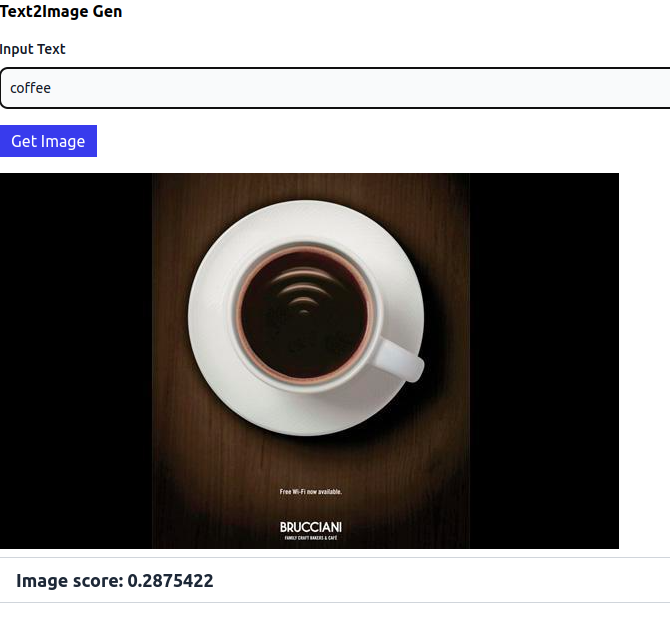 Text2Image Gen
Input Text
coffee
Get Image
Free Wi-Fi now available.
BRUCCIANI
FAMILY CRAFT BAKERS & CAFÉ
Image score: 0.2875422